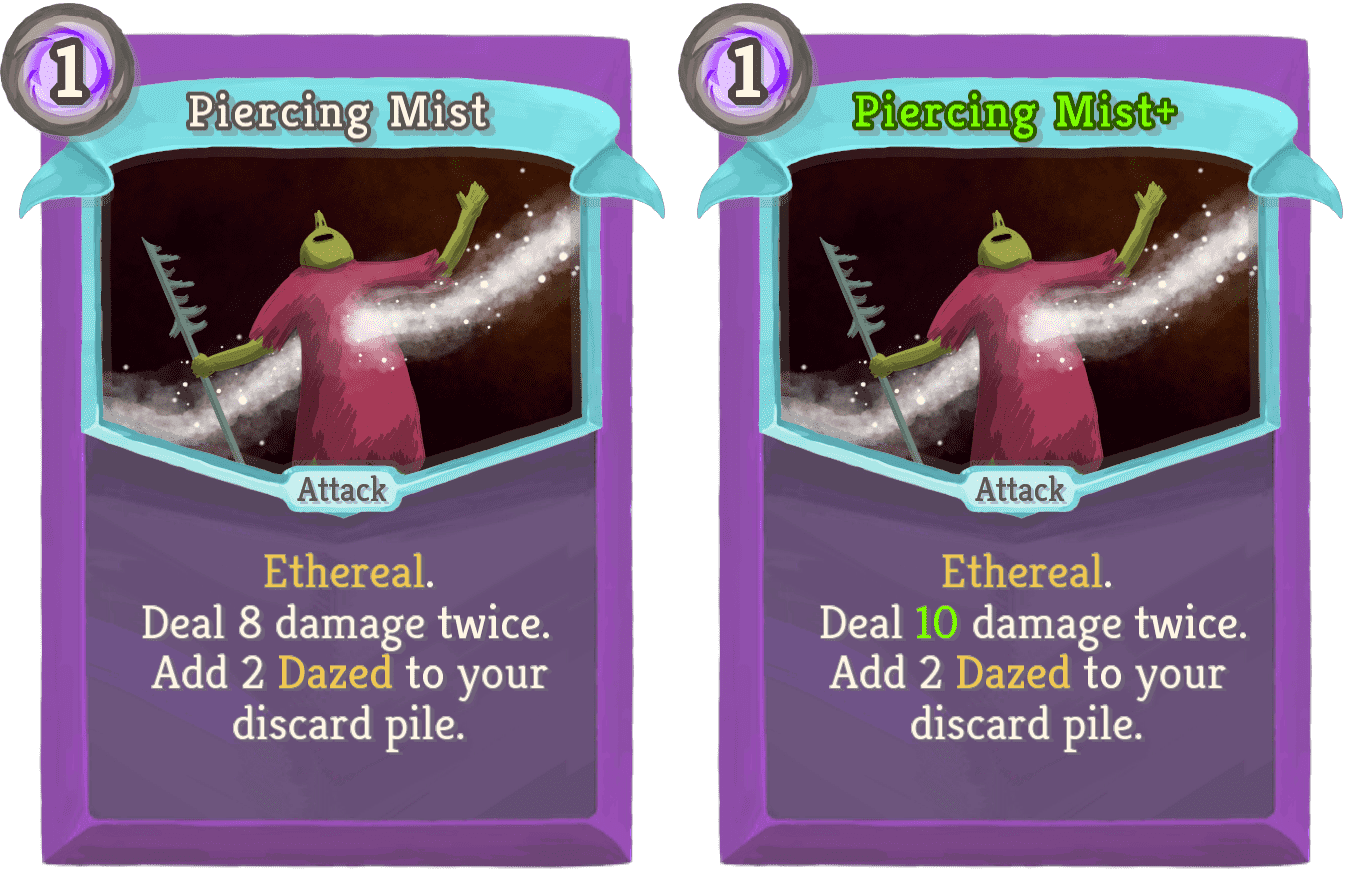 1
Piercing Mist
Attack
Ethereal.
Deal 8 damage twice.
Add 2 Dazed to your
discard pile.
1
Piercing Mist+
Attack
Ethereal.
Deal 10 damage twice.
Add 2 Dazed to your
discard pile.